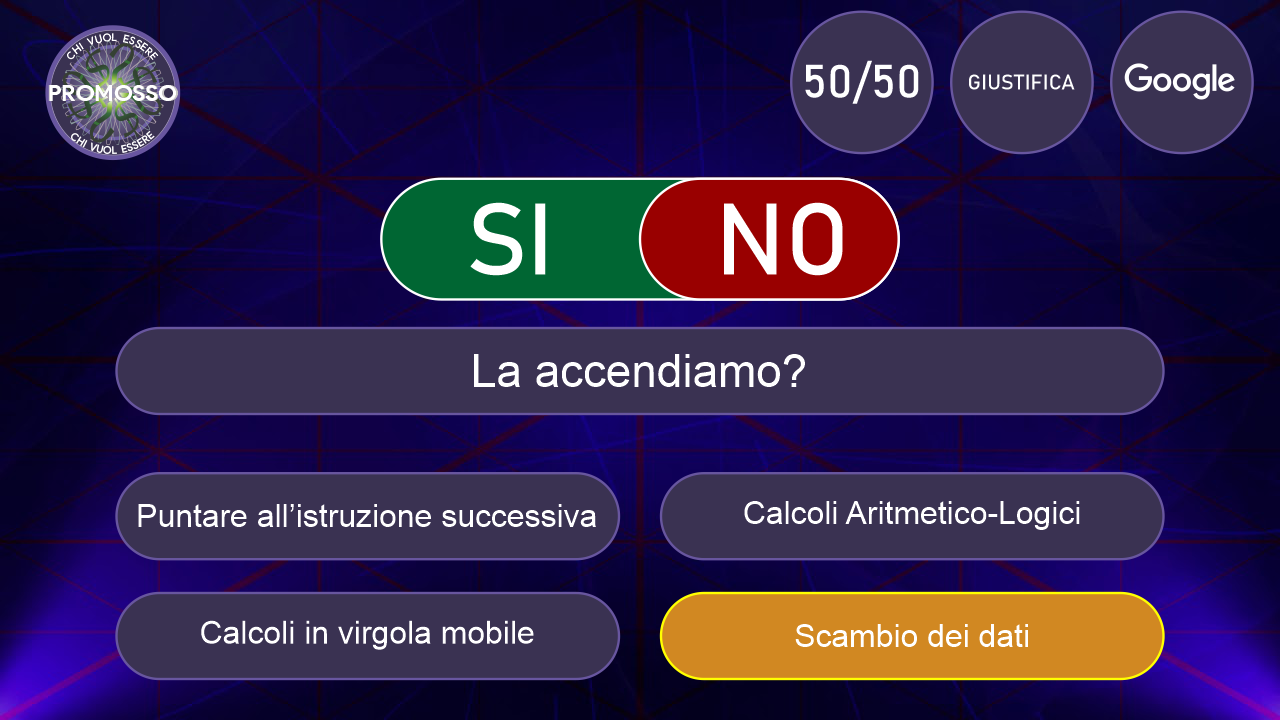 CHI VUOL ESSERE
PROMOSSO
CHI VUOL ESSERE
50/50
GIUSTIFICA
Google
SI
NO
La accendiamo?
Puntare all’istruzione successiva
Calcoli Aritmetico-Logici
Calcoli in virgola mobile
Scambio dei dati